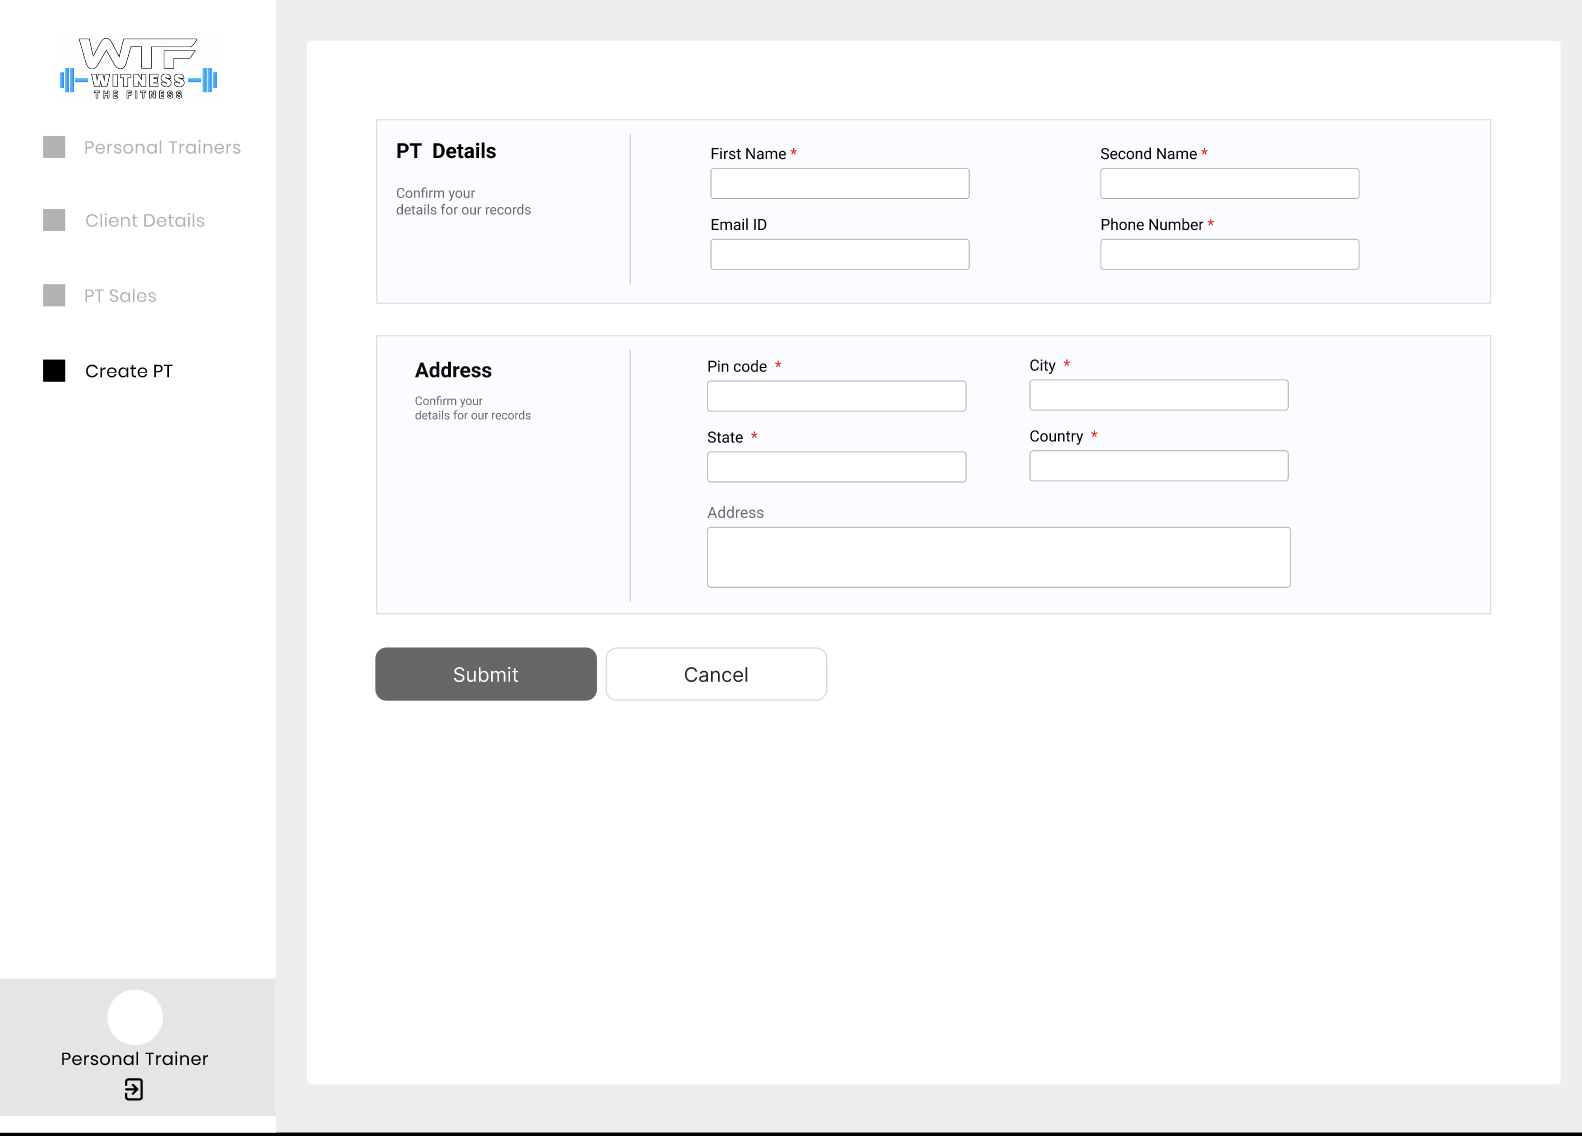 WTF
WITNESS
THE FITNESS
Personal Trainers
Client Details
PT Sales
Create PT
Personal Trainer
PT Details
Confirm your
details for our records
First Name *
Second Name *
Email ID
Phone Number *
Address
Confirm your
details for our records
Pin code *
City *
State *
Country *
Address
Submit
Cancel